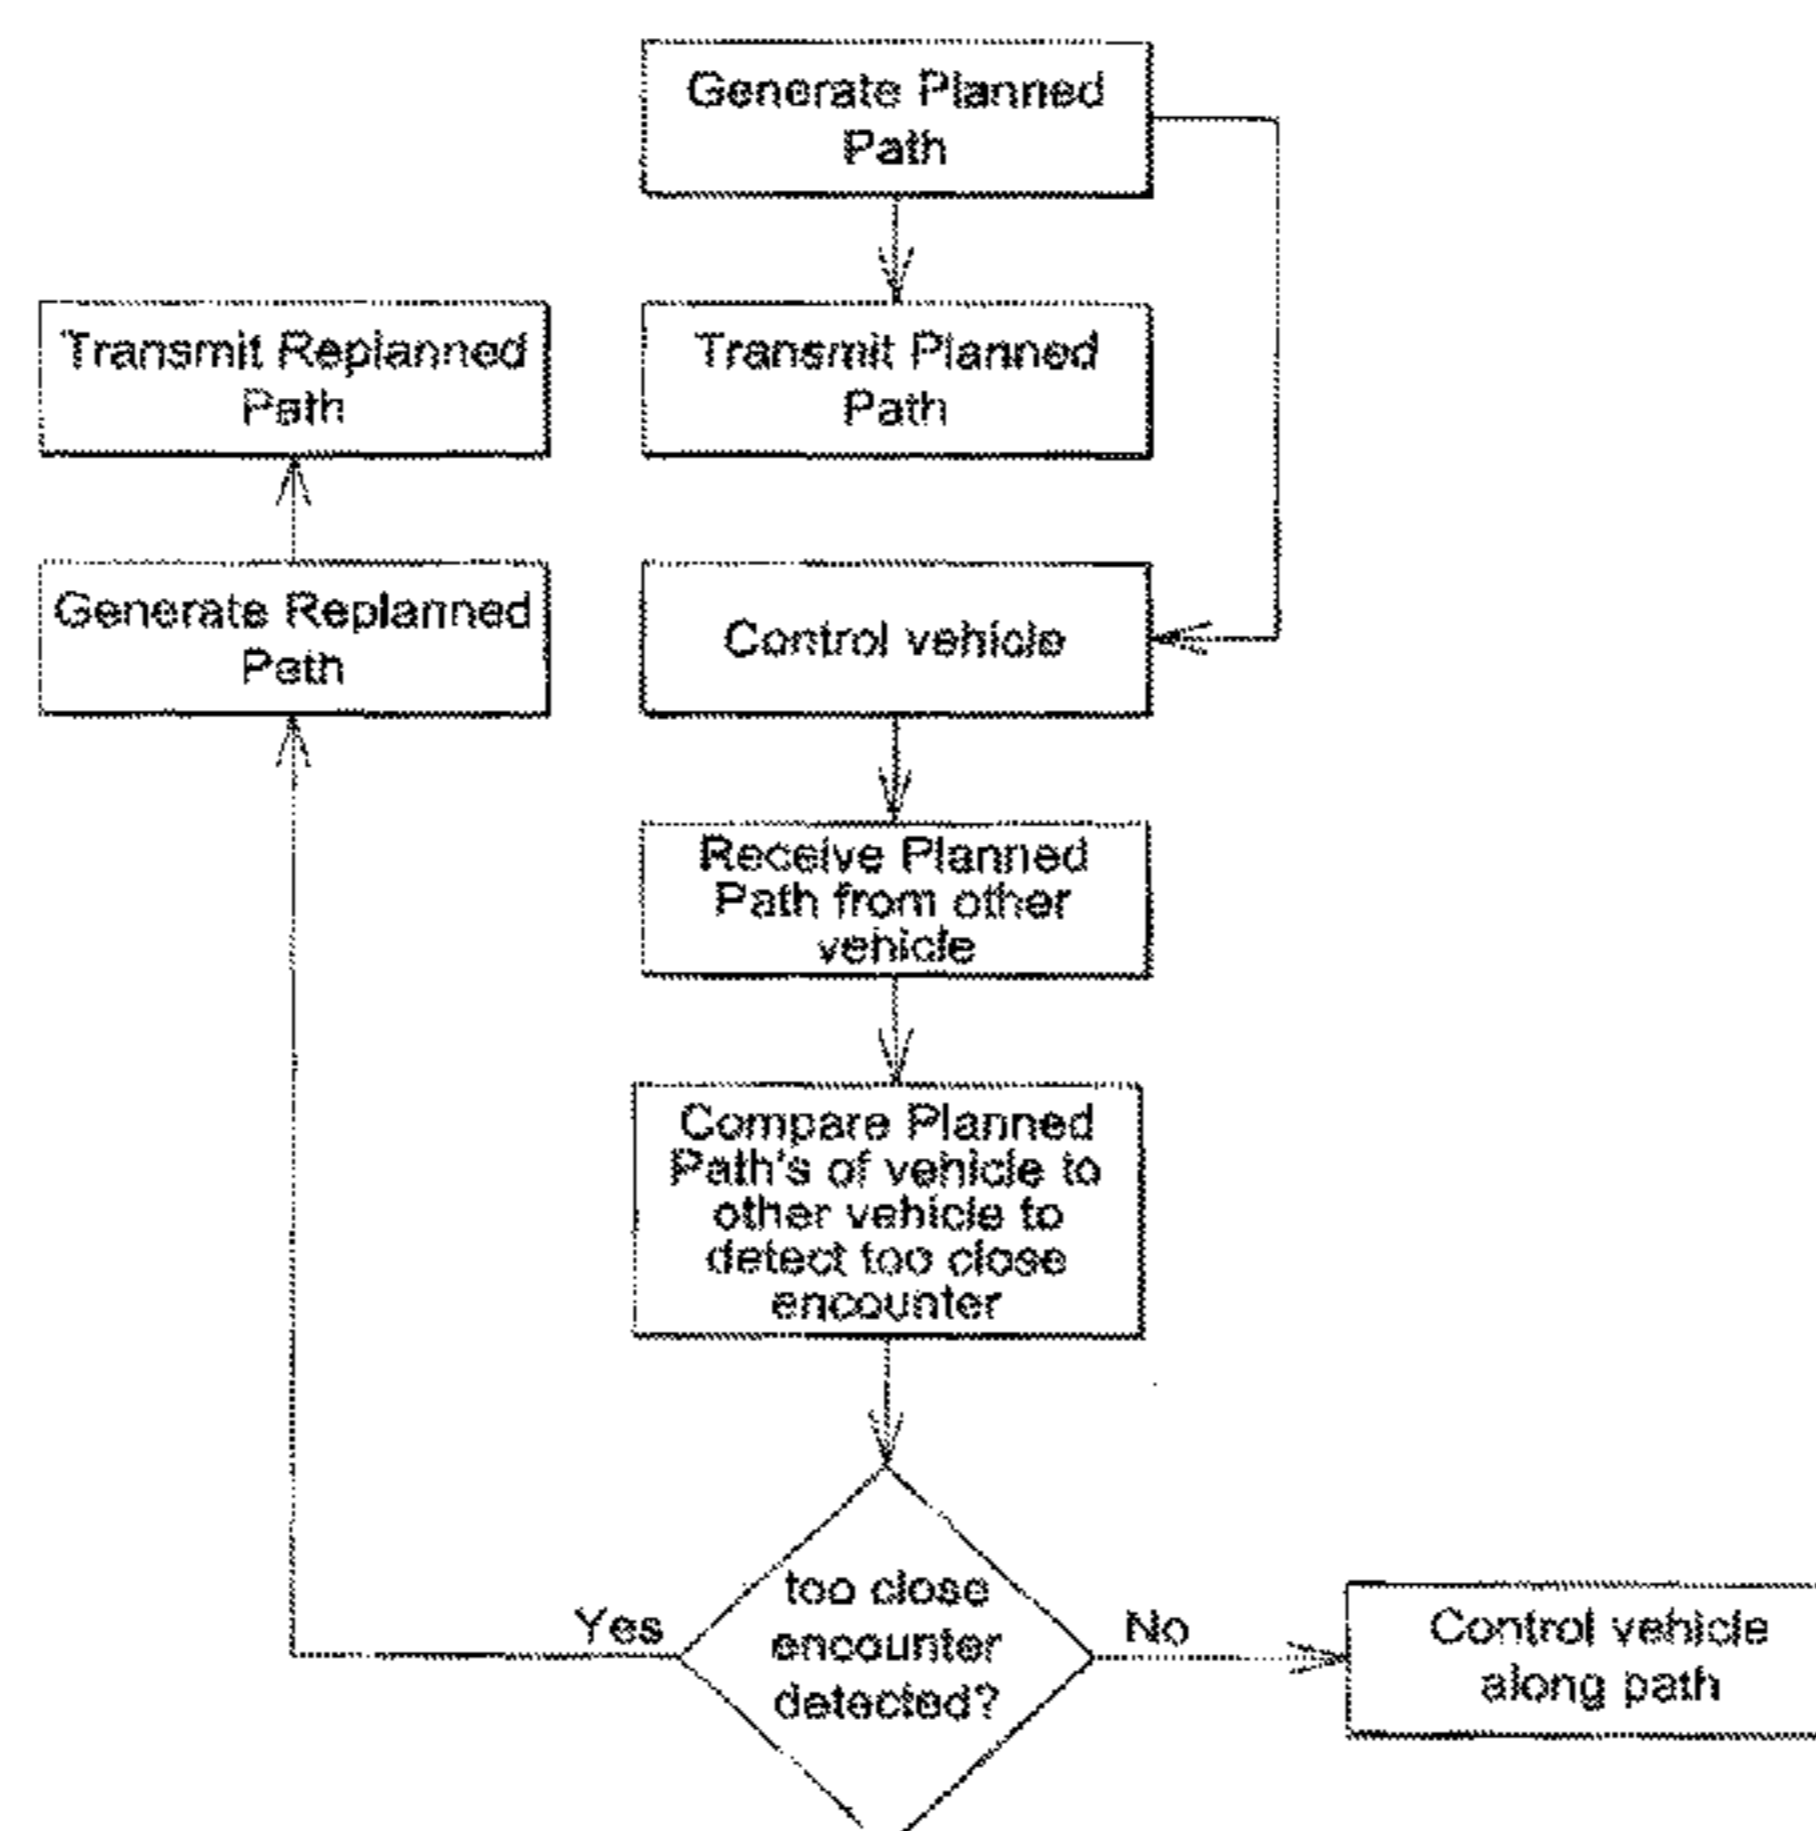 Generate Planned
Path
Transmit Replanned
Path
Transmit Planned
Path
Generate Replanned
Path
Control vehicle
Receive Planned
Path from other
vehicle
Compare Planned
Path's of vehicle to
other vehicle to
detect too close
encounter
too close
encounter
detected?
Yes
No
Control vehicle
along path